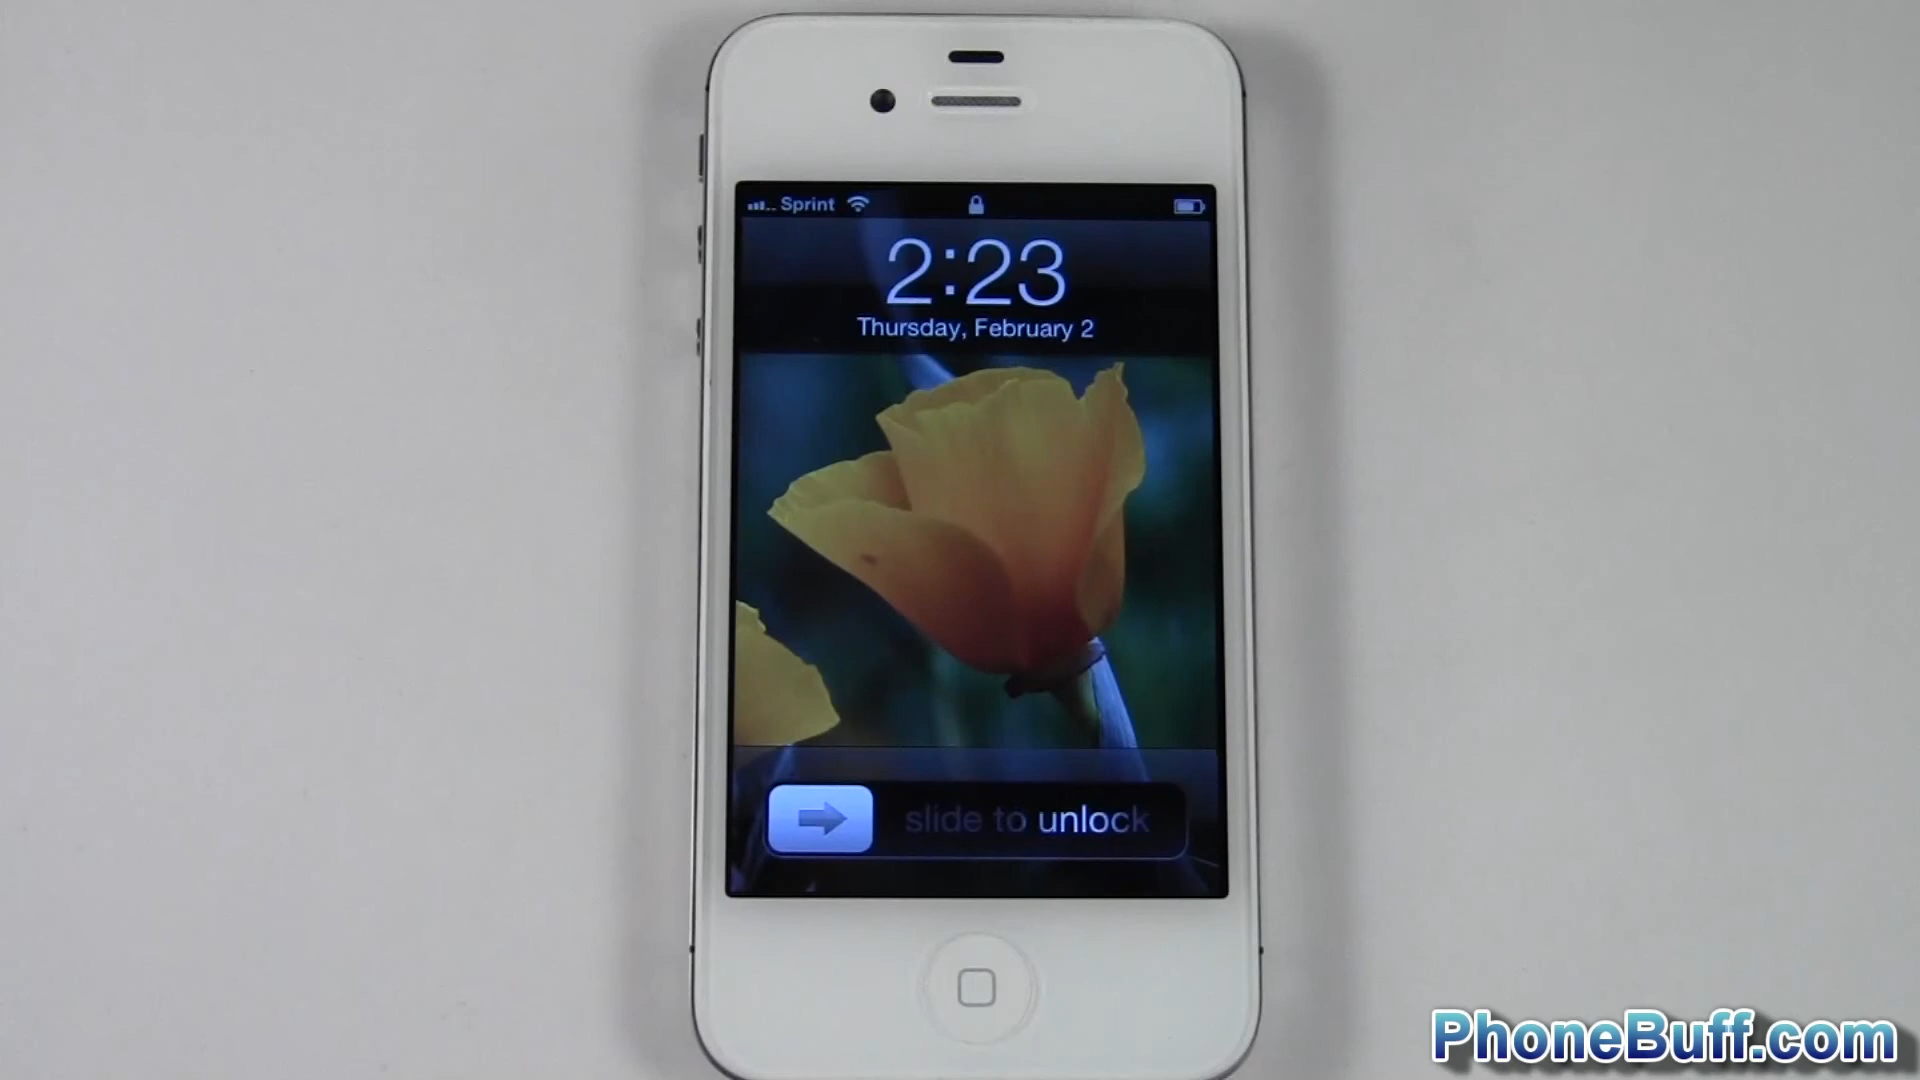 Sprint
2:23
Thursday, February 2
slide to unlock
PhoneBuff.com